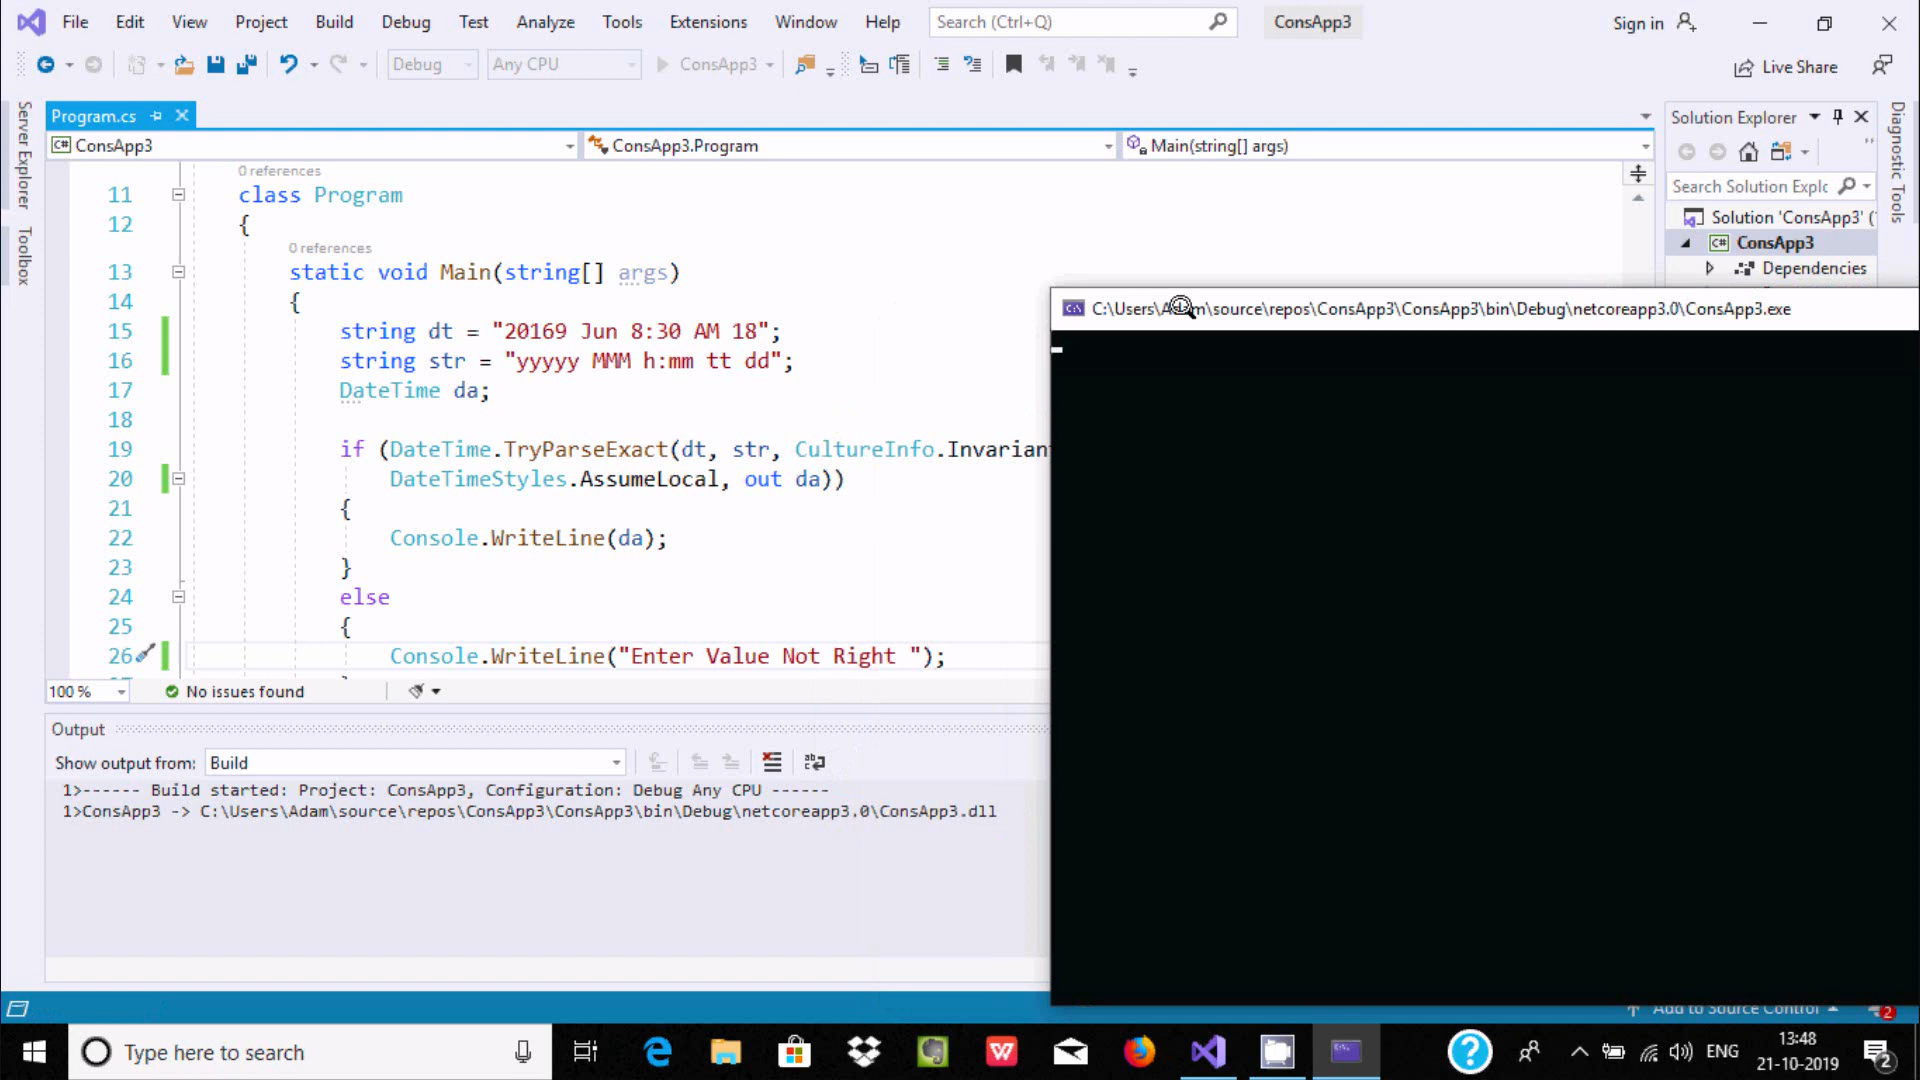 File Edit View Project Build Debug Test Analyze Tools Extensions Window Help Search (Ctrl+Q) ConsApp3 Sign in
Debug Any CPU ConsApp3 Live Share
Server Explorer
Toolbox
Program.cs
ConsApp3 ConsApp3.Program Main(string[] args)
0 references
11 class Program
12 {
0 references
13 static void Main(string[] args)
14 {
15 string dt = "20169 Jun 8:30 AM 18";
16 string str = "yyyyy MMM h:mm tt dd";
17 DateTime da;
18
19 if (DateTime.TryParseExact(dt, str, CultureInfo.Invarian
20 DateTimeStyles.AssumeLocal, out da))
21 {
22 Console.WriteLine(da);
23 }
24 else
25 {
26 Console.WriteLine("Enter Value Not Right ");
100 % No issues found
Output
Show output from: Build
1>------ Build started: Project: ConsApp3, Configuration: Debug Any CPU ------
1>ConsApp3 -> C:\Users\Adam\source\repos\ConsApp3\ConsApp3\bin\Debug\netcoreapp3.0\ConsApp3.dll
Solution Explorer
Search Solution Explc
Solution 'ConsApp3' (
C# ConsApp3
Dependencies
Diagnostic Tools
C:\Users\Adam\source\repos\ConsApp3\ConsApp3\bin\Debug\netcoreapp3.0\ConsApp3.exe
Add to Source Control 2
Type here to search
ENG
13:48
21-10-2019
2